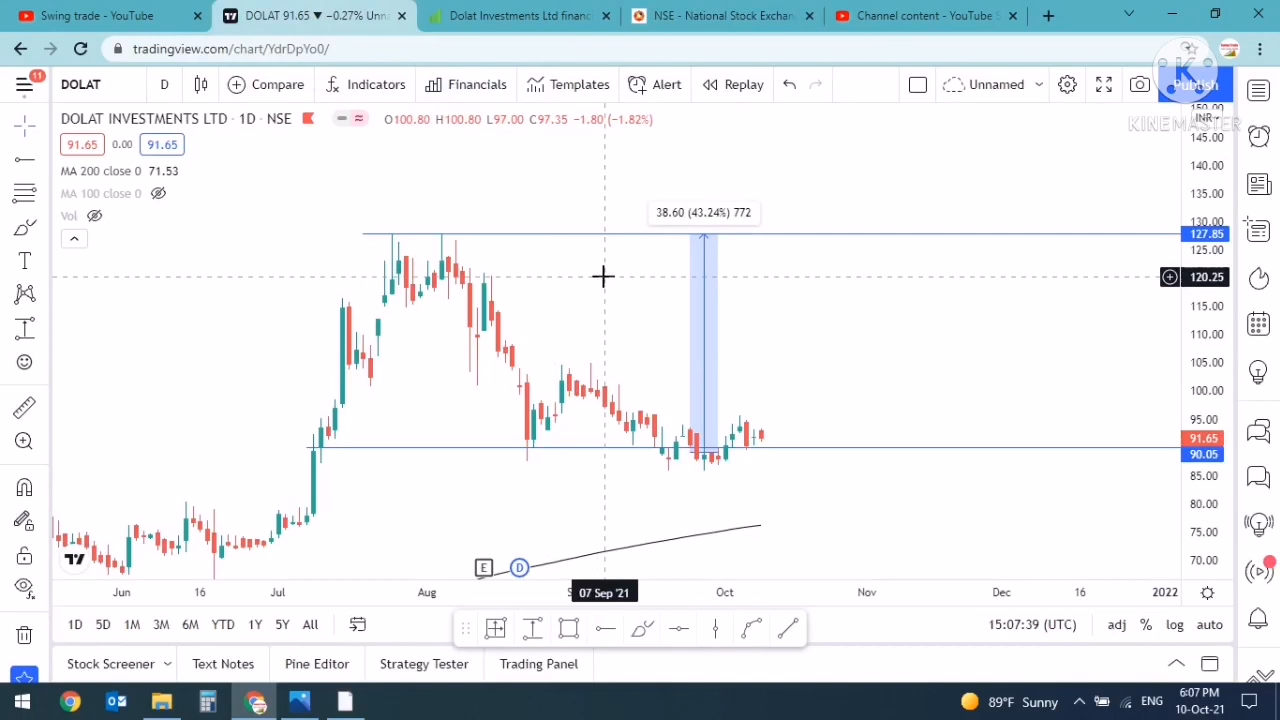 Swing trade - YouTube
DOLAT 91.65 ▼ −0.27% Unna
Dolat Investments Ltd financ
NSE - National Stock Exchan
Channel content - YouTube S
tradingview.com/chart/YdrDpYo0/
11
DOLAT
D
Compare
Indicators
Financials
Templates
Alert
Replay
Unnamed
Publish
K
KINEMASTER
DOLAT INVESTMENTS LTD · 1D · NSE
O100.80 H100.80 L97.00 C97.35 −1.80 (−1.82%)
INR
91.65 0.00 91.65
MA 200 close 0 71.53
MA 100 close 0
Vol
38.60 (43.24%) 772
150.00
145.00
140.00
135.00
130.00
127.85
125.00
120.25
115.00
110.00
105.00
100.00
95.00
91.65
90.05
85.00
80.00
75.00
70.00
E D
Jun 16 Jul Aug 07 Sep '21 Oct Nov Dec 16 2022
1D 5D 1M 3M 6M YTD 1Y 5Y All
15:07:39 (UTC) adj % log auto
Stock Screener
Text Notes
Pine Editor
Strategy Tester
Trading Panel
89°F Sunny
ENG
6:07 PM
10-Oct-21